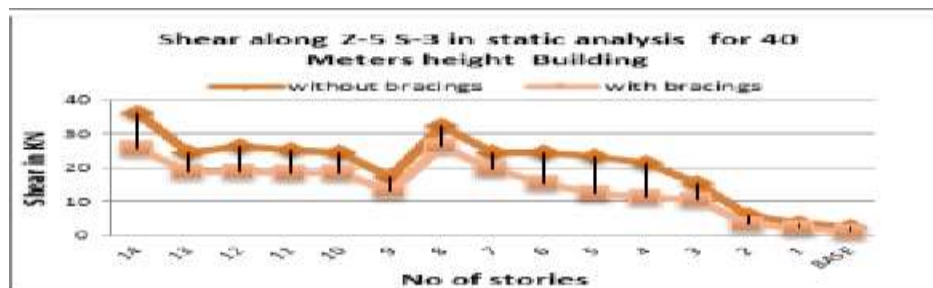 Shear along Z-5 S-3 in static analysis for 40
Meters height Building
without bracings with bracings
40
30
20
10
0
Shear in KN
14 13 12 11 10 9 8 7 6 5 4 3 2 1 BASE
No of stories